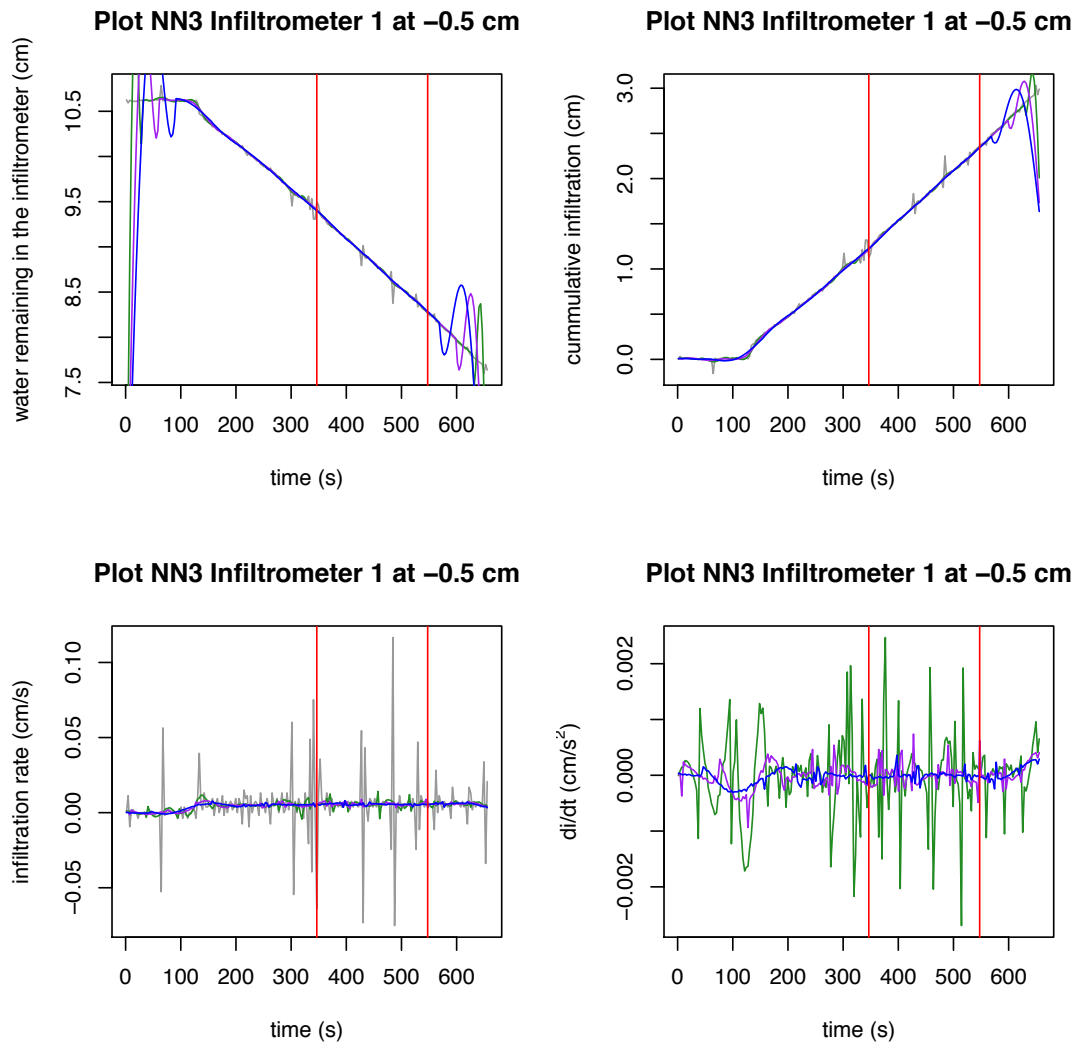 Plot NN3 Infiltrometer 1 at −0.5 cm
water remaining in the infiltrometer (cm)
10.5
9.5
8.5
7.5
0 100 200 300 400 500 600
time (s)
Plot NN3 Infiltrometer 1 at −0.5 cm
cummulative infiltration (cm)
3.0
2.0
1.0
0.0
0 100 200 300 400 500 600
time (s)
Plot NN3 Infiltrometer 1 at −0.5 cm
infiltration rate (cm/s)
0.10
0.05
0.00
−0.05
0 100 200 300 400 500 600
time (s)
Plot NN3 Infiltrometer 1 at −0.5 cm
di/dt (cm/s²)
0.002
0.000
−0.002
0 100 200 300 400 500 600
time (s)